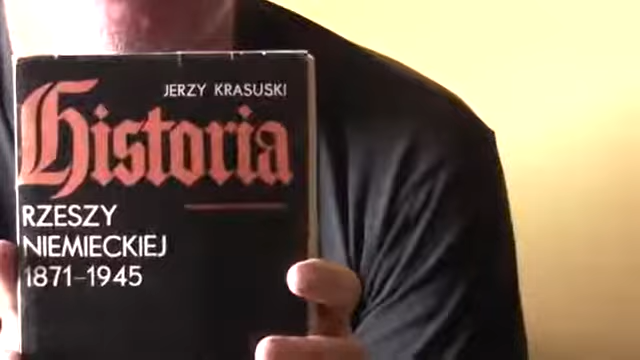 JERZY KRASUSKI
Historia
RZESZY
NIEMIECKIEJ
1871-1945